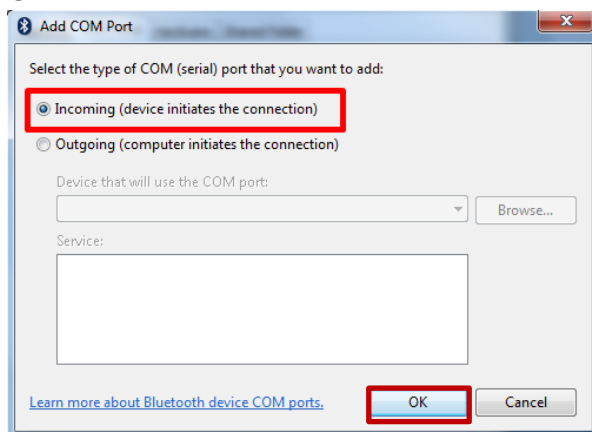 Add COM Port
Select the type of COM (serial) port that you want to add:
Incoming (device initiates the connection)
Outgoing (computer initiates the connection)
Device that will use the COM port:
Browse...
Service:
Learn more about Bluetooth device COM ports.
OK
Cancel